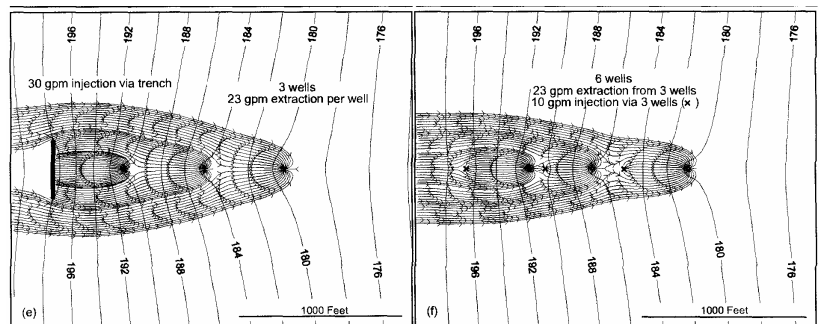 196 192 188 184 180 176
30 gpm injection via trench
3 wells
23 gpm extraction per well
196 192 188 184 180 176
(e)
1000 Feet
196 192 188 184 180 176
6 wells
23 gpm extraction from 3 wells
10 gpm injection via 3 wells (x)
196 192 188 184 180 176
(f)
1000 Feet